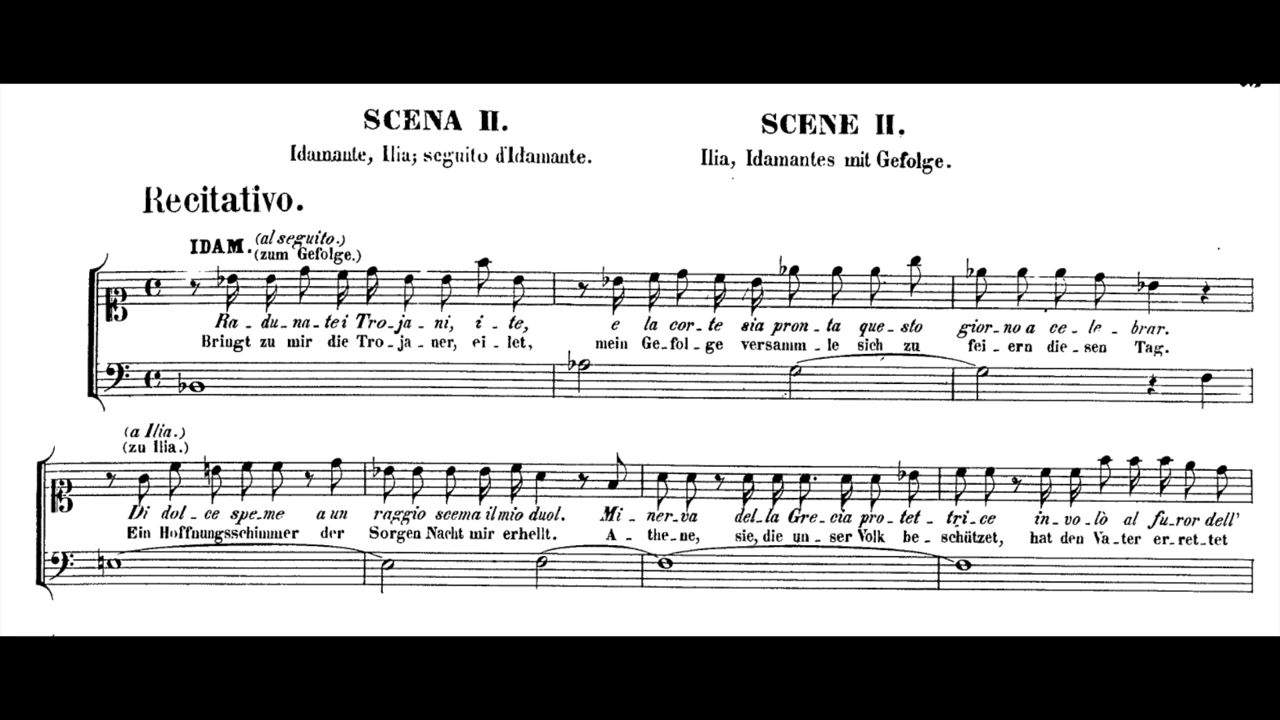 SCENA II.
SCENE II.
Idamante, Ilia; seguito d'Idamante.
Ilia, Idamantes mit Gefolge.
Recitativo.
IDAM. (al seguito.)
(zum Gefolge.)
Ra-du-na-te i Tro-ja-ni, i-te, e la cor-te sia pron-ta que-sto gior-no a ce-le-brar.
Bringt zu mir die Tro-ja-ner, ei-let, mein Ge-fol-ge versamm-le sich zu fei-ern die-sen Tag.
(a Ilia.)
(zu Ilia.)
Di dol-ce spe-me a un raggio scema il mio duol. Mi-ner-va del-la Gre-cia pro-tet-trice in-vo-lò al fu-ror dell'
Ein Hoffnungsschimmer der Sorgen Nacht mir erhellt. A-the-ne, sie, die un-ser Volk be-schützet, hat den Va-ter er-rettet